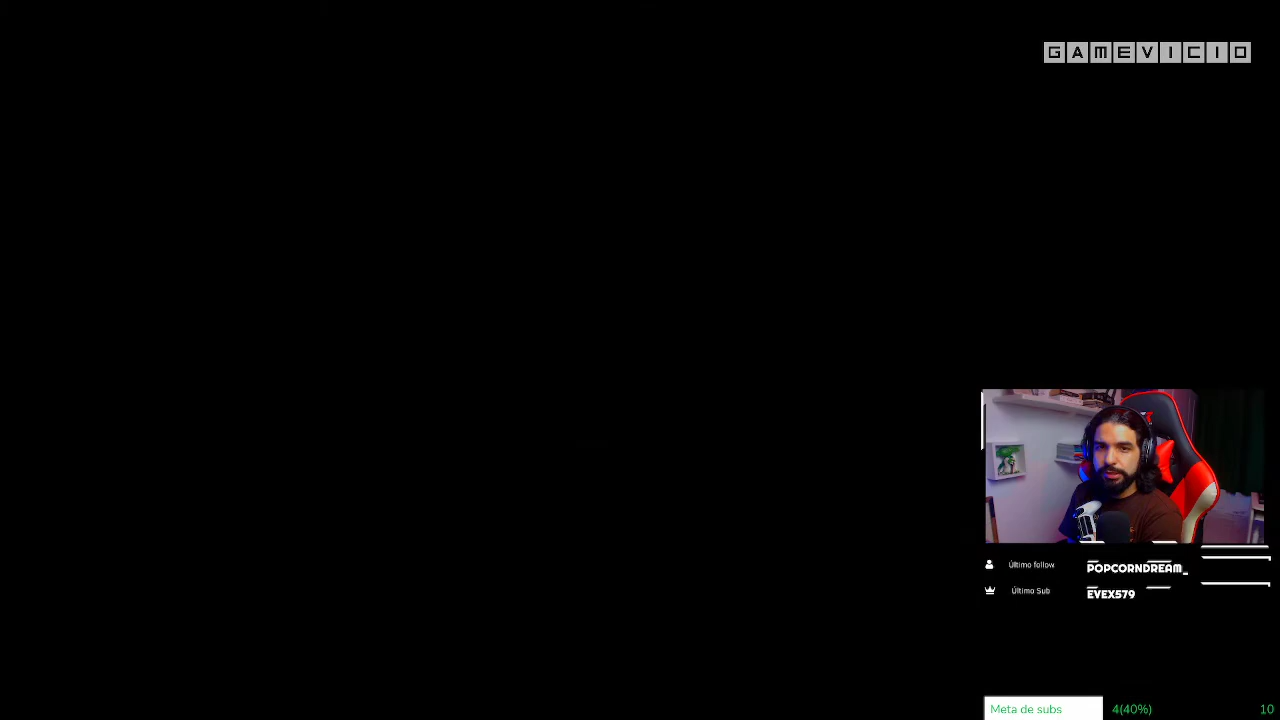 GAMEVICIO
Último follow POPCORNDREAM_
Último Sub EVEX579
Meta de subs 4(40%) 10